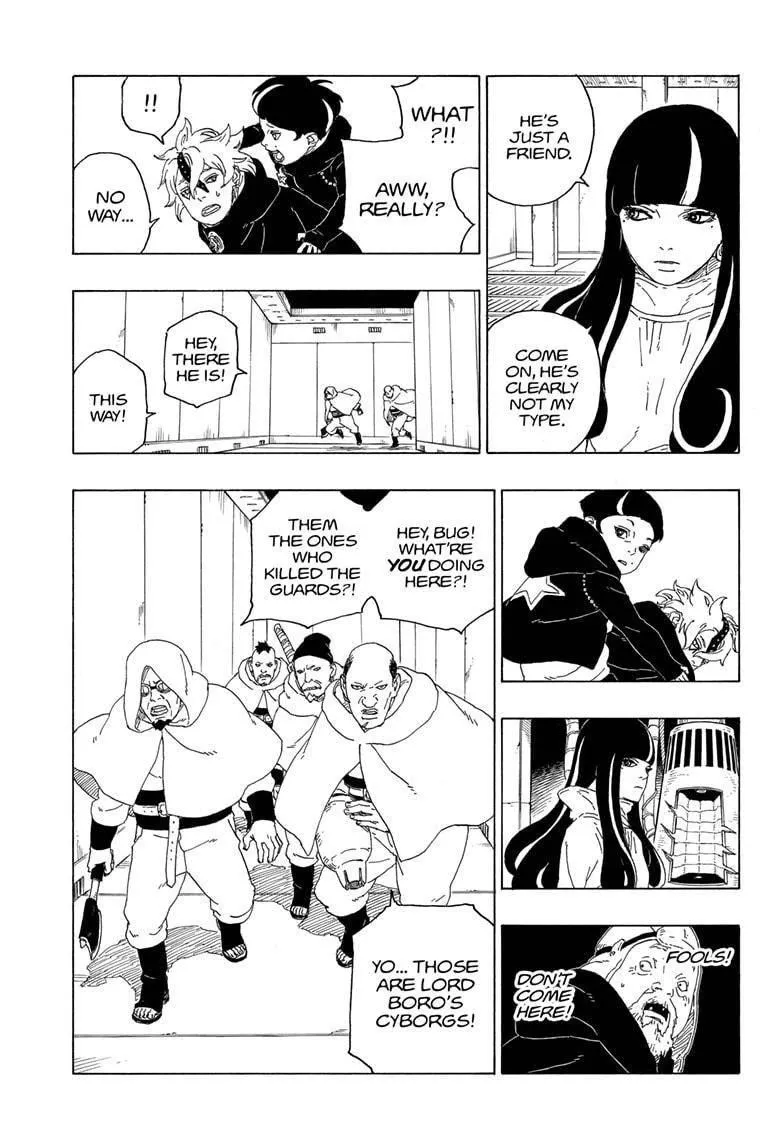 HE'S
JUST A
FRIEND.
COME
ON, HE'S
CLEARLY
NOT MY
TYPE.
WHAT
?!!
AWW,
REALLY?
!!
NO
WAY...
HEY,
THERE
HE IS!
THIS
WAY!
HEY, BUG!
WHAT'RE
YOU DOING
HERE?!
THEM
THE ONES
WHO
KILLED THE
GUARDS?!
YO... THOSE
ARE LORD
BORO'S
CYBORGS!
FOOLS!
DON'T
COME
HERE!